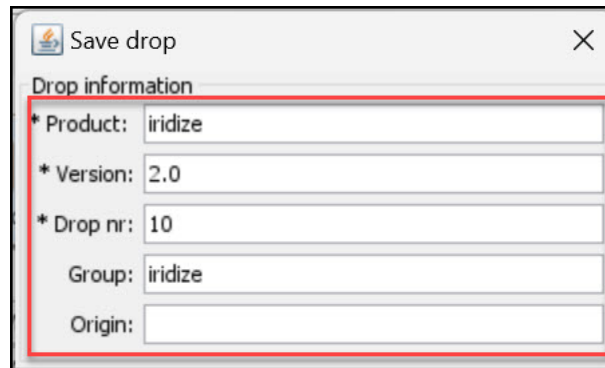 Save drop
Drop information
* Product: iridize
* Version: 2.0
* Drop nr: 10
Group: iridize
Origin: